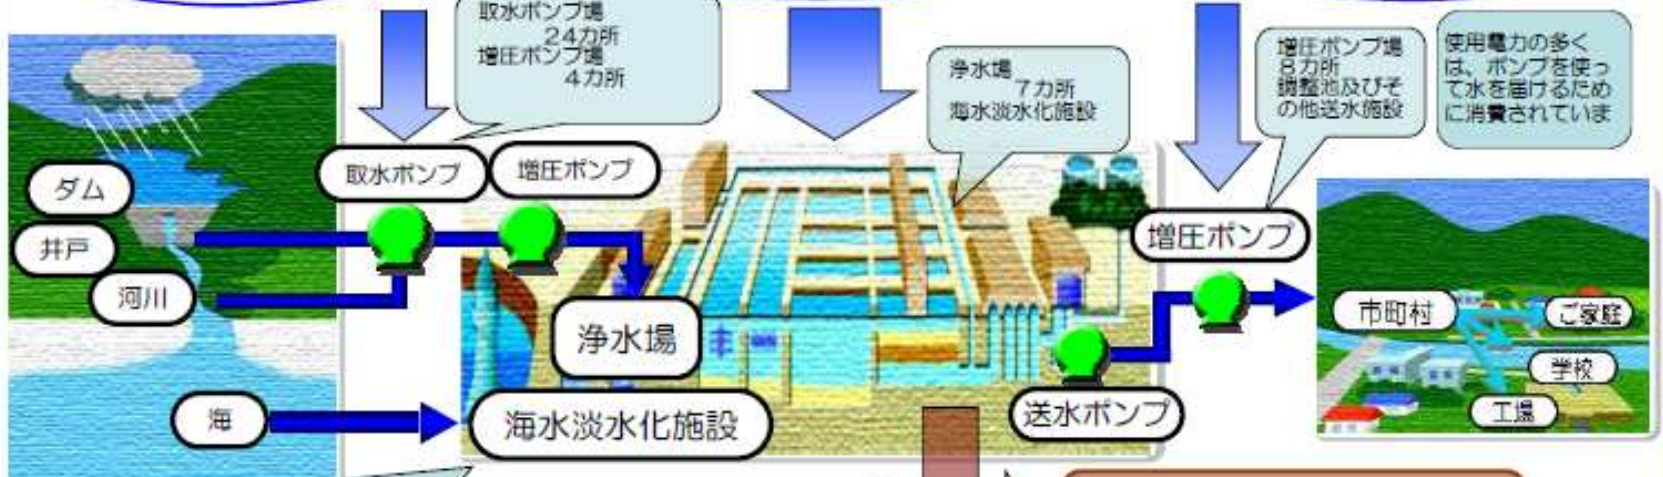 取水ポンプ場
24カ所
増圧ポンプ場
4カ所
浄水場
7カ所
海水淡水化施設
増圧ポンプ場
8カ所
調整池及びそ
の他送水施設
使用電力の多く
は、ポンプを使っ
て水を届けるため
に消費されていま
取水ポンプ
増圧ポンプ
ダム
井戸
河川
海
浄水場
海水淡水化施設
送水ポンプ
増圧ポンプ
市町村
ご家庭
学校
工場